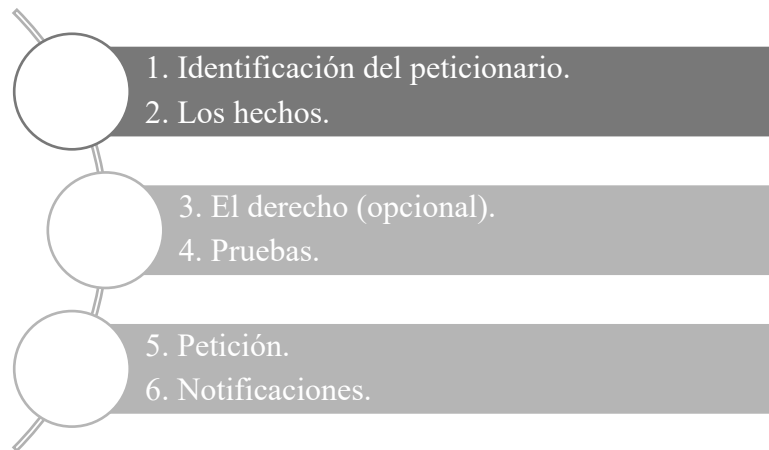 1. Identificación del peticionario.
2. Los hechos.
3. El derecho (opcional).
4. Pruebas.
5. Petición.
6. Notificaciones.